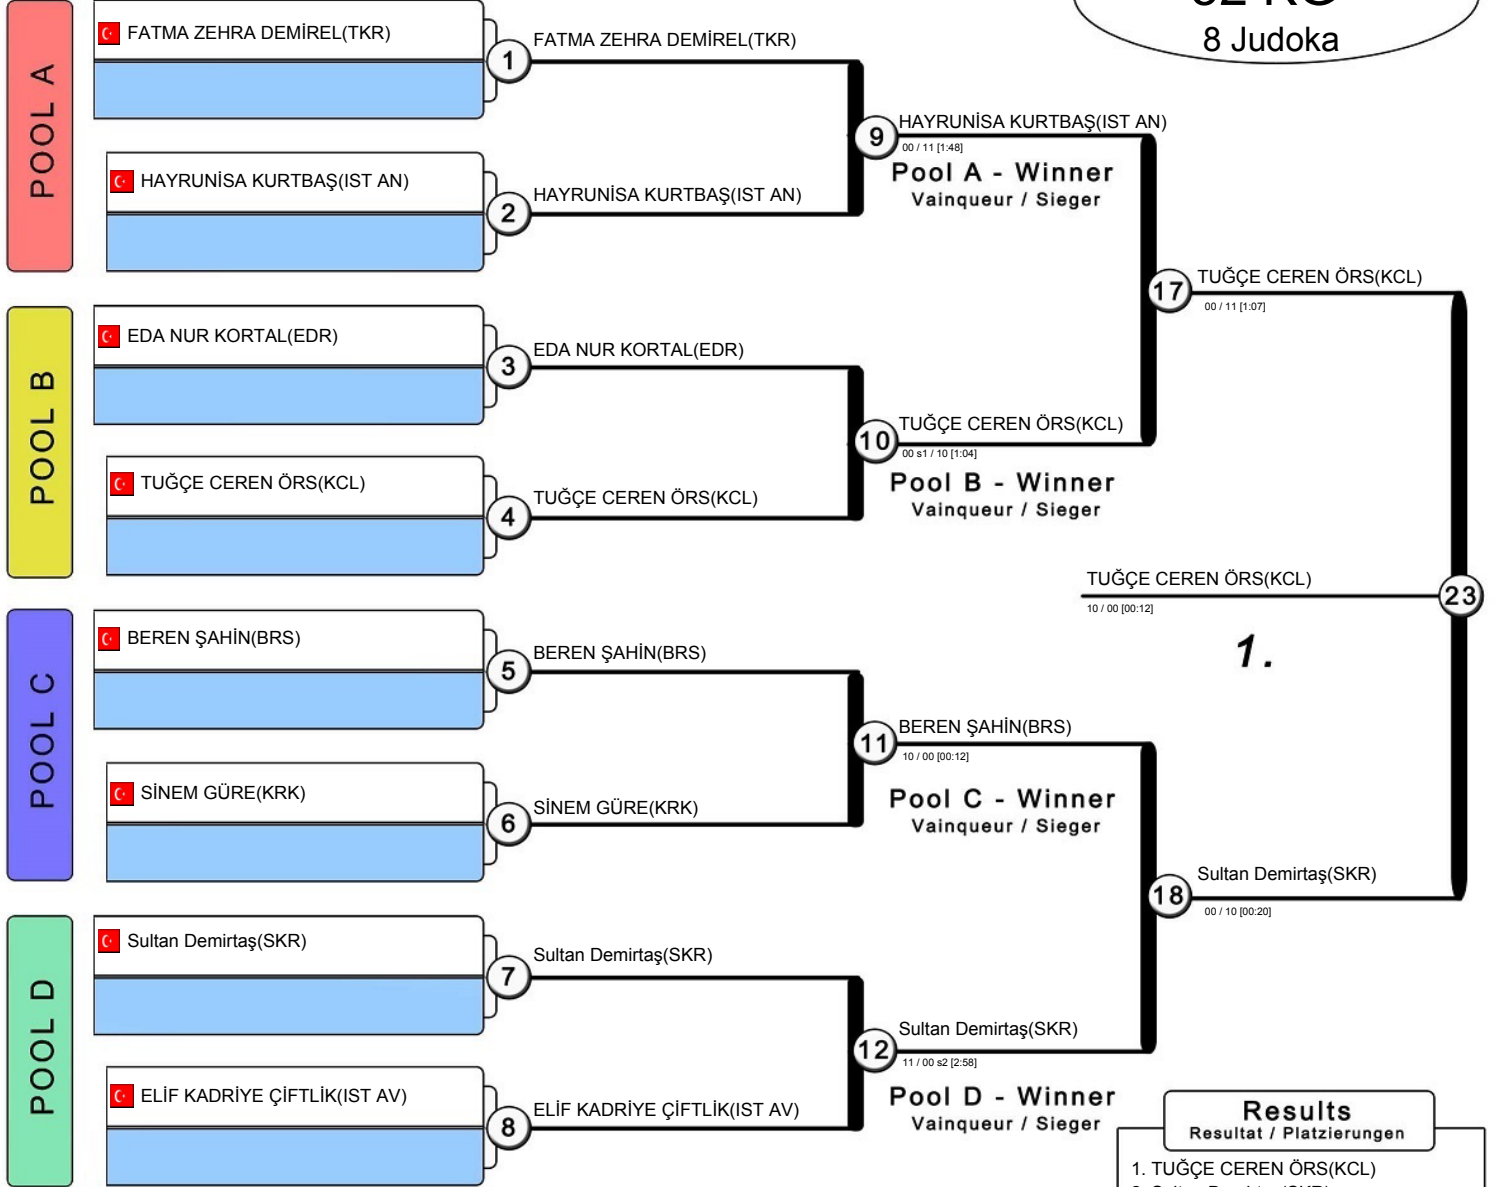 8 Judoka
POOL A
FATMA ZEHRA DEMİREL(TKR)
1
FATMA ZEHRA DEMİREL(TKR)
HAYRUNİSA KURTBAŞ(IST AN)
2
HAYRUNİSA KURTBAŞ(IST AN)
9
HAYRUNİSA KURTBAŞ(IST AN)
00 / 11 [1:48]
Pool A - Winner
Vainqueur / Sieger
POOL B
EDA NUR KORTAL(EDR)
3
EDA NUR KORTAL(EDR)
TUĞÇE CEREN ÖRS(KCL)
4
TUĞÇE CEREN ÖRS(KCL)
10
TUĞÇE CEREN ÖRS(KCL)
00 s1 / 10 [1:04]
Pool B - Winner
Vainqueur / Sieger
17
TUĞÇE CEREN ÖRS(KCL)
00 / 11 [1:07]
TUĞÇE CEREN ÖRS(KCL)
23
10 / 00 [00:12]
1.
POOL C
BEREN ŞAHİN(BRS)
5
BEREN ŞAHİN(BRS)
SİNEM GÜRE(KRK)
6
SİNEM GÜRE(KRK)
11
BEREN ŞAHİN(BRS)
10 / 00 [00:12]
Pool C - Winner
Vainqueur / Sieger
18
Sultan Demirtaş(SKR)
00 / 10 [00:20]
POOL D
Sultan Demirtaş(SKR)
7
Sultan Demirtaş(SKR)
ELİF KADRİYE ÇİFTLİK(IST AV)
8
ELİF KADRİYE ÇİFTLİK(IST AV)
12
Sultan Demirtaş(SKR)
11 / 00 s2 [2:58]
Pool D - Winner
Vainqueur / Sieger
Results
Resultat / Platzierungen
1. TUĞÇE CEREN ÖRS(KCL)